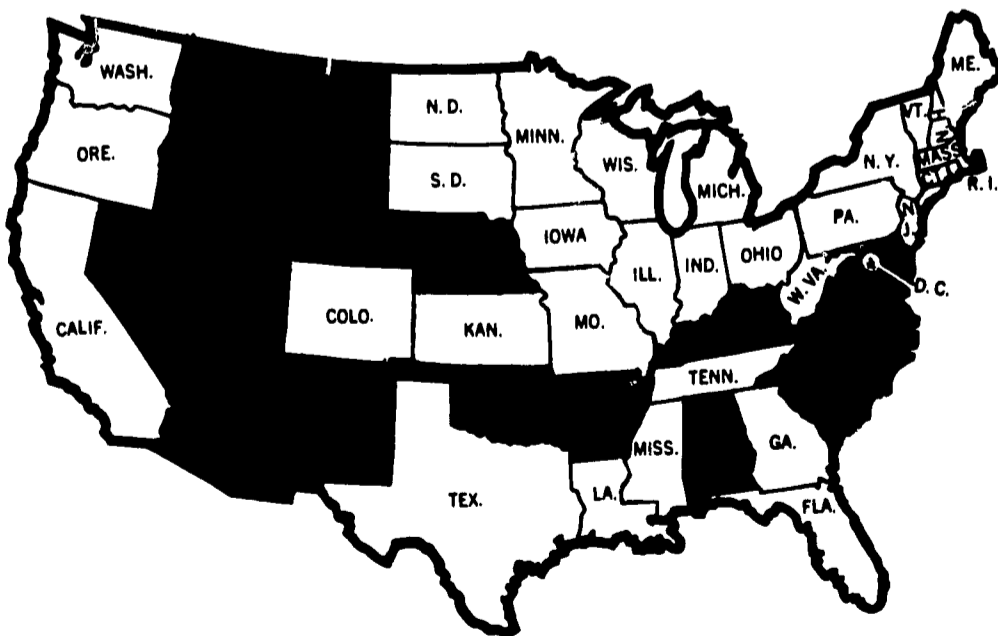 WASH.
ORE.
CALIF.
N. D.
S. D.
MINN.
WIS.
MICH.
IOWA
ILL.
IND.
OHIO
COLO.
KAN.
MO.
TENN.
MISS.
GA.
TEX.
LA.
FLA.
ME.
VT.
N. H.
MASS.
CT.
R. I.
N. Y.
PA.
N. J.
W. VA.
D. C.